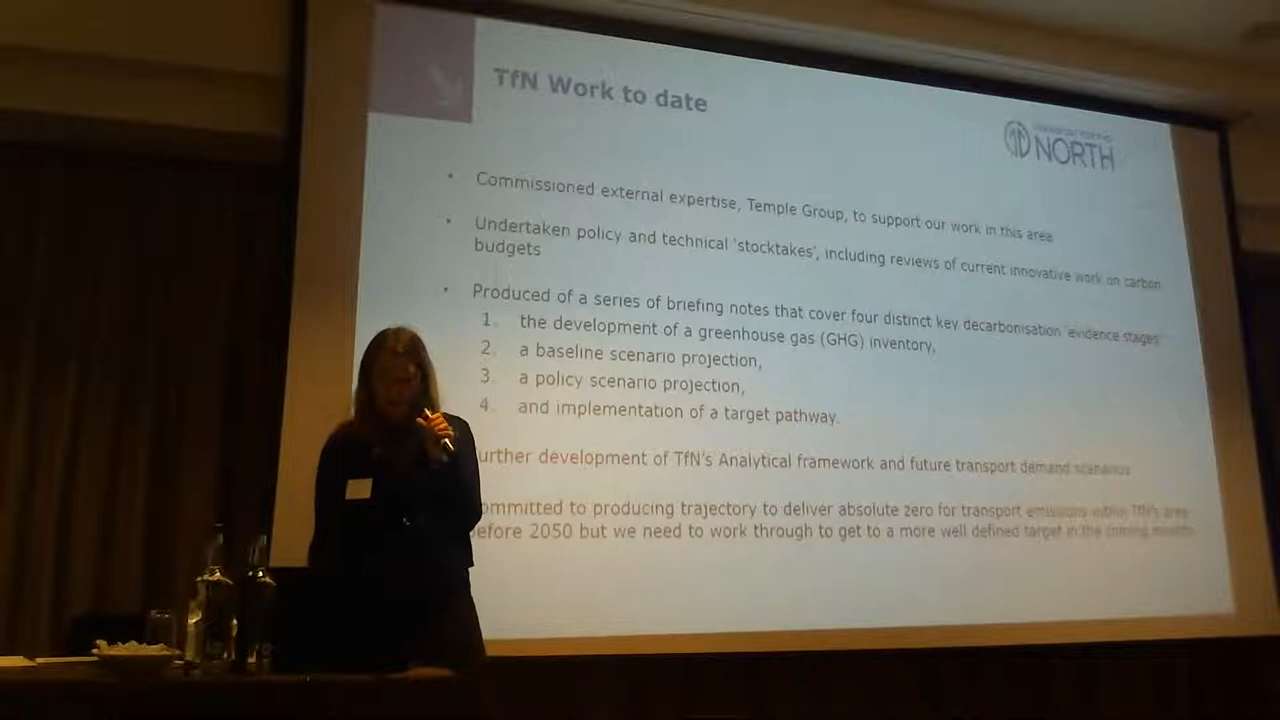 TfN Work to date
TRANSPORT FOR THE
NORTH
• Commissioned external expertise, Temple Group, to support our work in this area
• Undertaken policy and technical 'stocktakes', including reviews of current innovative work on carbon
budgets
• Produced of a series of briefing notes that cover four distinct key decarbonisation 'evidence stages'
1. the development of a greenhouse gas (GHG) inventory,
2. a baseline scenario projection,
3. a policy scenario projection,
4. and implementation of a target pathway.
urther development of TfN's Analytical framework and future transport demand scenarios
ommitted to producing trajectory to deliver absolute zero for transport emissions within TfN's area
efore 2050 but we need to work through to get to a more well defined target in the coming months